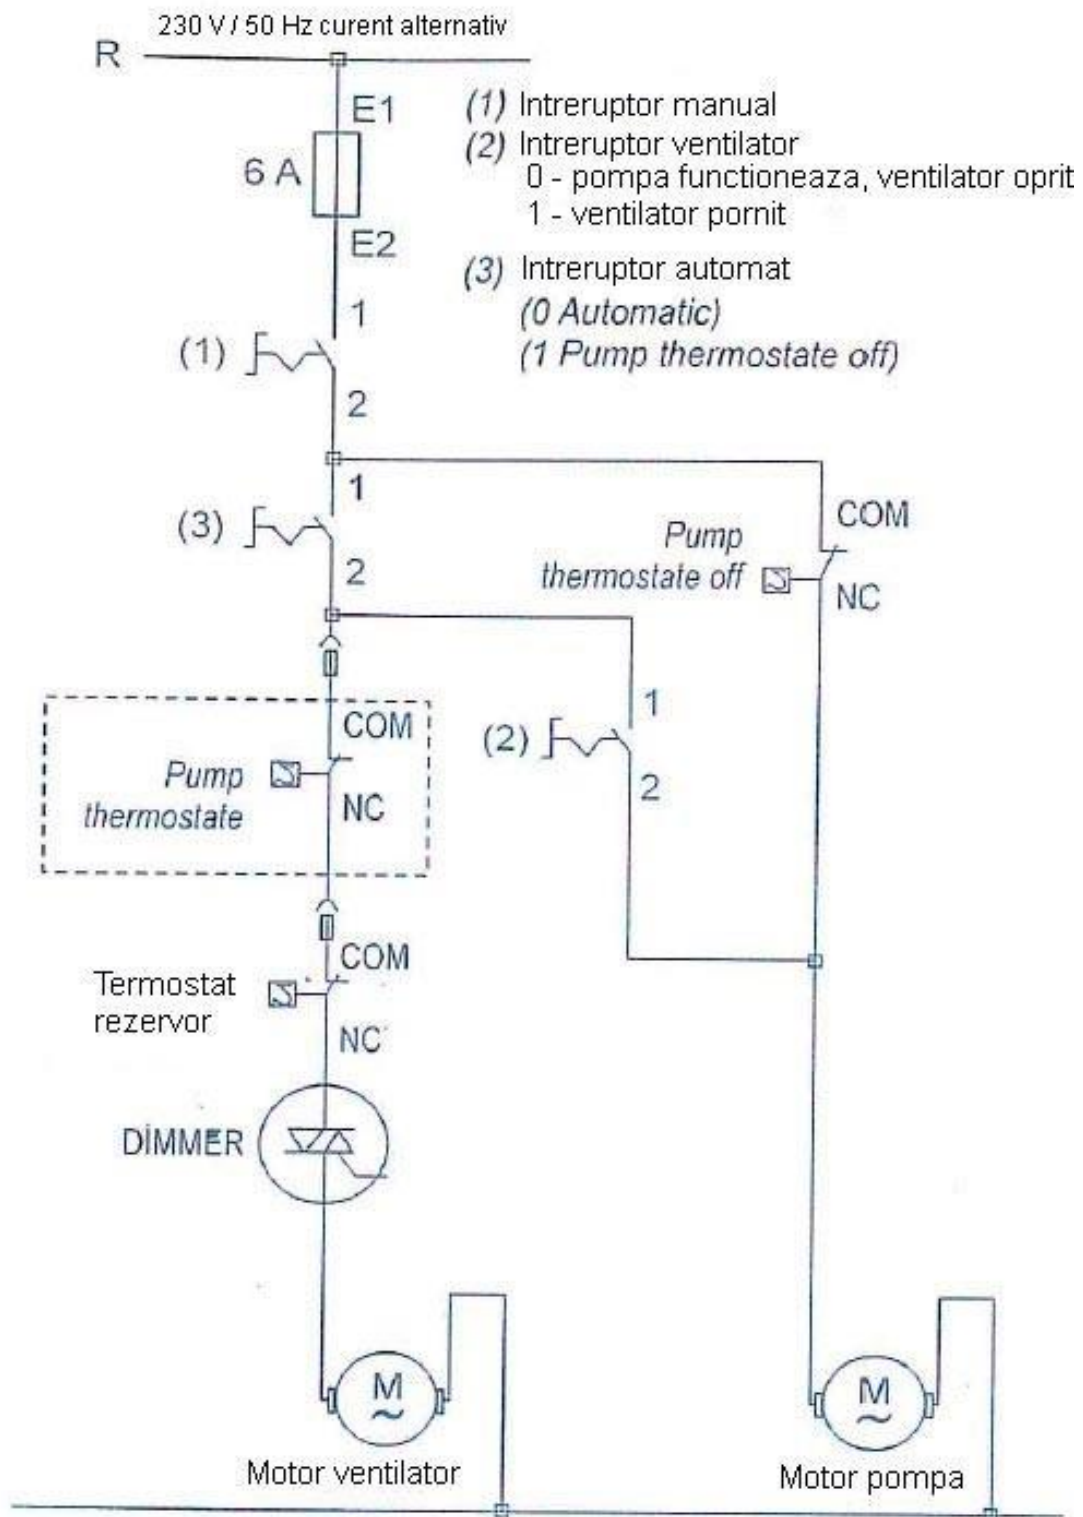 230 V / 50 Hz curent alternativ
R
E1
6 A
E2
(1) Intreruptor manual
(2) Intreruptor ventilator
0 - pompa functioneaza, ventilator oprit
1 - ventilator pornit
(3) Intreruptor automat
(0 Automatic)
(1 Pump thermostate off)
1
(1)
2
1
(3)
2
COM
Pump
thermostate off
NC
COM
Pump
thermostate
NC
1
(2)
2
COM
Termostat
rezervor
NC
DİMMER
M
~
Motor ventilator
M
~
Motor pompa